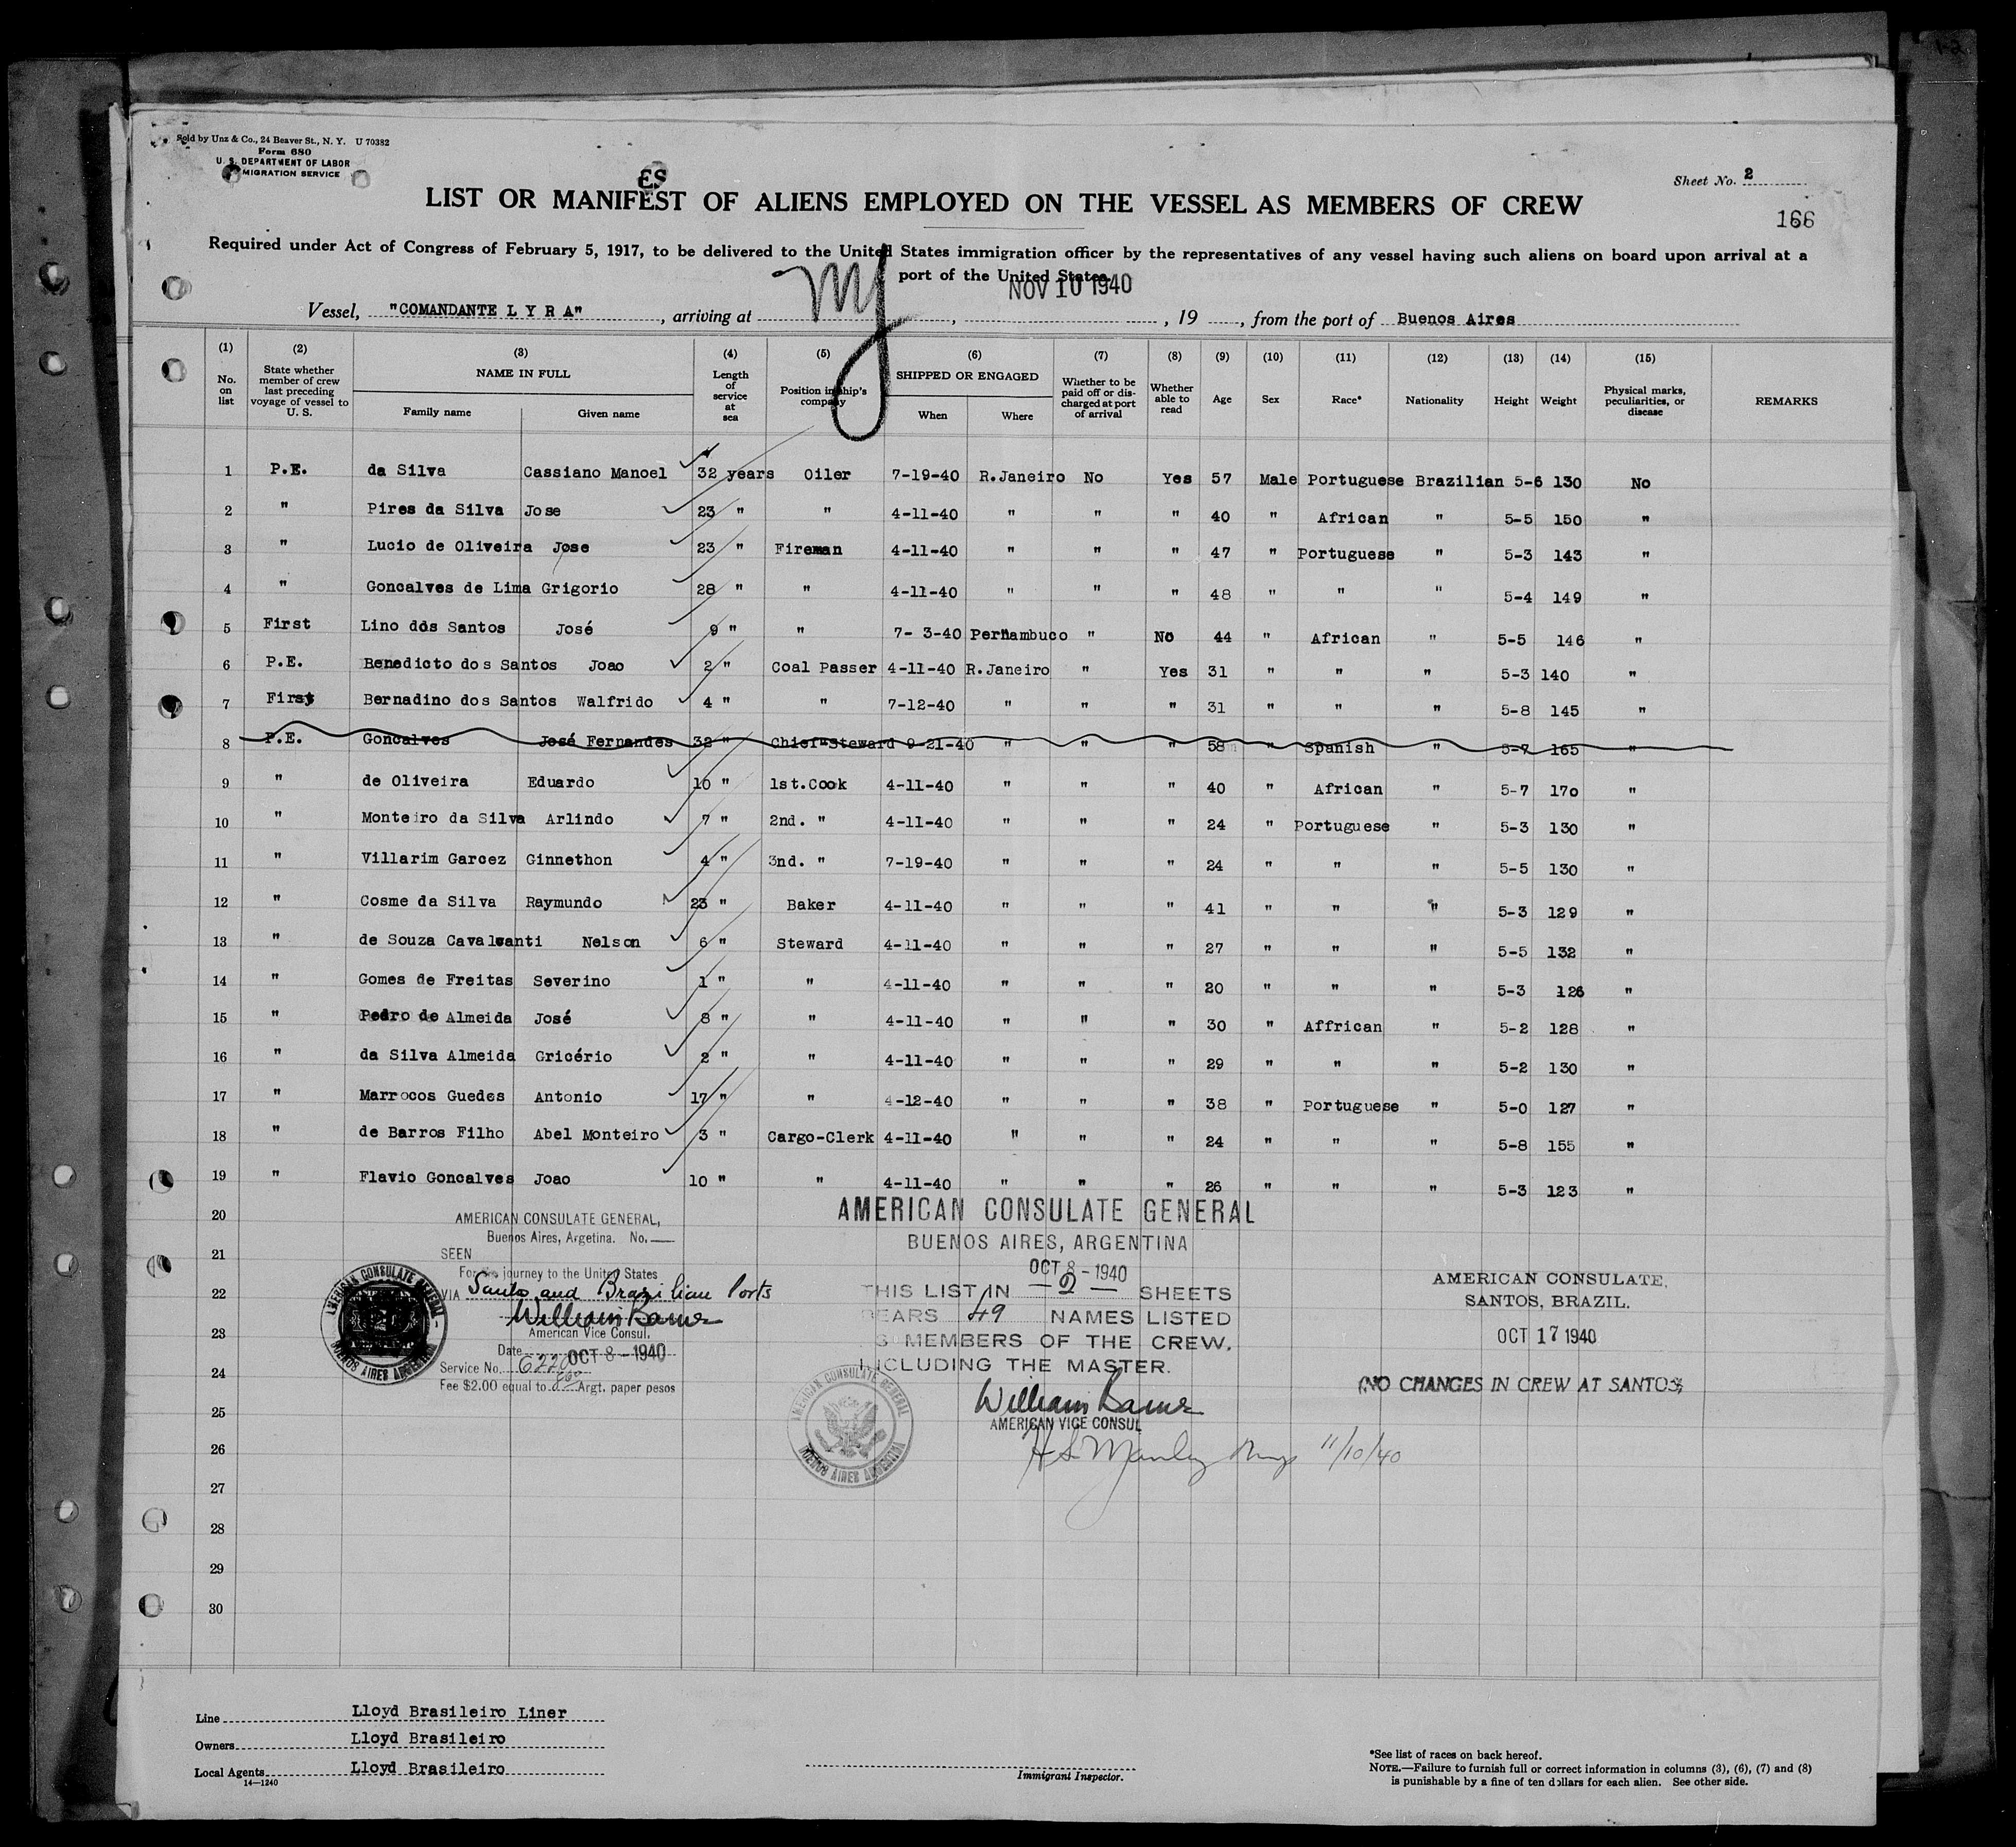 Sold by Unz & Co., 24 Beaver St., N. Y. U 70382
Form 680
U. S. DEPARTMENT OF LABOR
MIGRATION SERVICE
Sheet No. 2
166
ES
LIST OR MANIFEST OF ALIENS EMPLOYED ON THE VESSEL AS MEMBERS OF CREW
Required under Act of Congress of February 5, 1917, to be delivered to the United States immigration officer by the representatives of any vessel having such aliens on board upon arrival at a
port of the United States.
NOV 10 1940
Vessel, "COMANDANTE L Y R A", arriving at NY, , 19 , from the port of Buenos Aires
(1) (2) (3) (4) (5) (6) (7) (8) (9) (10) (11) (12) (13) (14) (15)
No. on list | State whether member of crew last preceding voyage of vessel to U. S. | NAME IN FULL Family name Given name | Length of service at sea | Position in ship's company | SHIPPED OR ENGAGED When Where | Whether to be paid off or discharged at port of arrival | Whether able to read | Age | Sex | Race* | Nationality | Height | Weight | Physical marks, peculiarities, or disease | REMARKS
1 P.E. da Silva Cassiano Manoel 32 years Oiler 7-19-40 R.Janeiro No Yes 57 Male Portuguese Brazilian 5-6 130 No
2 " Pires da Silva Jose 23 " " 4-11-40 " " " 40 " African " 5-5 150 "
3 " Lucio de Oliveira Jose 23 " Fireman 4-11-40 " " " 47 " Portuguese " 5-3 143 "
4 " Goncalves de Lima Grigorio 28 " " 4-11-40 " " " 48 " " " 5-4 149 "
5 First Lino dos Santos José 9 " " 7- 3-40 Pernambuco " No 44 " African " 5-5 146 "
6 P.E. Benedicto dos Santos Joao 2 " Coal Passer 4-11-40 R.Janeiro " Yes 31 " " " 5-3 140 "
7 First Bernadino dos Santos Walfrido 4 " " 7-12-40 " " " 31 " " " 5-8 145 "
8 P.E. Goncalves José Fernandes 32 " Chief-Steward 9-21-40 " " " 58 " Spanish " 5-7 165 "
9 " de Oliveira Eduardo 10 " 1st.Cook 4-11-40 " " " 40 " African " 5-7 170 "
10 " Monteiro da Silva Arlindo 7 " 2nd. " 4-11-40 " " " 24 " Portuguese " 5-3 130 "
11 " Villarim Garcez Ginnethon 4 " 3nd. " 7-19-40 " " " 24 " " " 5-5 130 "
12 " Cosme da Silva Raymundo 23 " Baker 4-11-40 " " " 41 " " " 5-3 129 "
13 " de Souza Cavalcanti Nelson 6 " Steward 4-11-40 " " " 27 " " " 5-5 132 "
14 " Gomes de Freitas Severino 1 " " 4-11-40 " " " 20 " " " 5-3 126 "
15 " Pedro de Almeida José 8 " " 4-11-40 " " " 30 " Affrican " 5-2 128 "
16 " da Silva Almeida Gricério 2 " " 4-11-40 " " " 29 " " " 5-2 130 "
17 " Marrocos Guedes Antonio 17 " " 4-12-40 " " " 38 " Portuguese " 5-0 127 "
18 " de Barros Filho Abel Monteiro 3 " Cargo-Clerk 4-11-40 " " " 24 " " " 5-8 155 "
19 " Flavio Goncalves Joao 10 " " 4-11-40 " " " 26 " " " 5-3 123 "
20
21
22
23
24
25
26
27
28
29
30
AMERICAN CONSULATE GENERAL,
Buenos Aires, Argetina. No.
SEEN
For the journey to the United States
VIA Santos and Brazilian Ports
William Barnes
American Vice Consul.
Date OCT 8 - 1940
Service No. 6220
Fee $2.00 equal to Argt. paper pesos
AMERICAN CONSULATE GENERAL
BUENOS AIRES ARGENTINA
AMERICAN CONSULATE GENERAL
BUENOS AIRES, ARGENTINA
OCT 8 - 1940
THIS LIST IN - 2 - SHEETS
BEARS 49 NAMES LISTED
S MEMBERS OF THE CREW.
INCLUDING THE MASTER.
William Barnes
AMERICAN VICE CONSUL
AMERICAN CONSULATE GENERAL
BUENOS AIRES ARGENTINA
H S Manley 11/10/40
AMERICAN CONSULATE,
SANTOS, BRAZIL.
OCT 17 1940
(NO CHANGES IN CREW AT SANTOS)
Line Lloyd Brasileiro Liner
Owners Lloyd Brasileiro
Local Agents Lloyd Brasileiro
14—1240
Immigrant Inspector.
*See list of races on back hereof.
NOTE.—Failure to furnish full or correct information in columns (3), (6), (7) and (8)
is punishable by a fine of ten dollars for each alien. See other side.